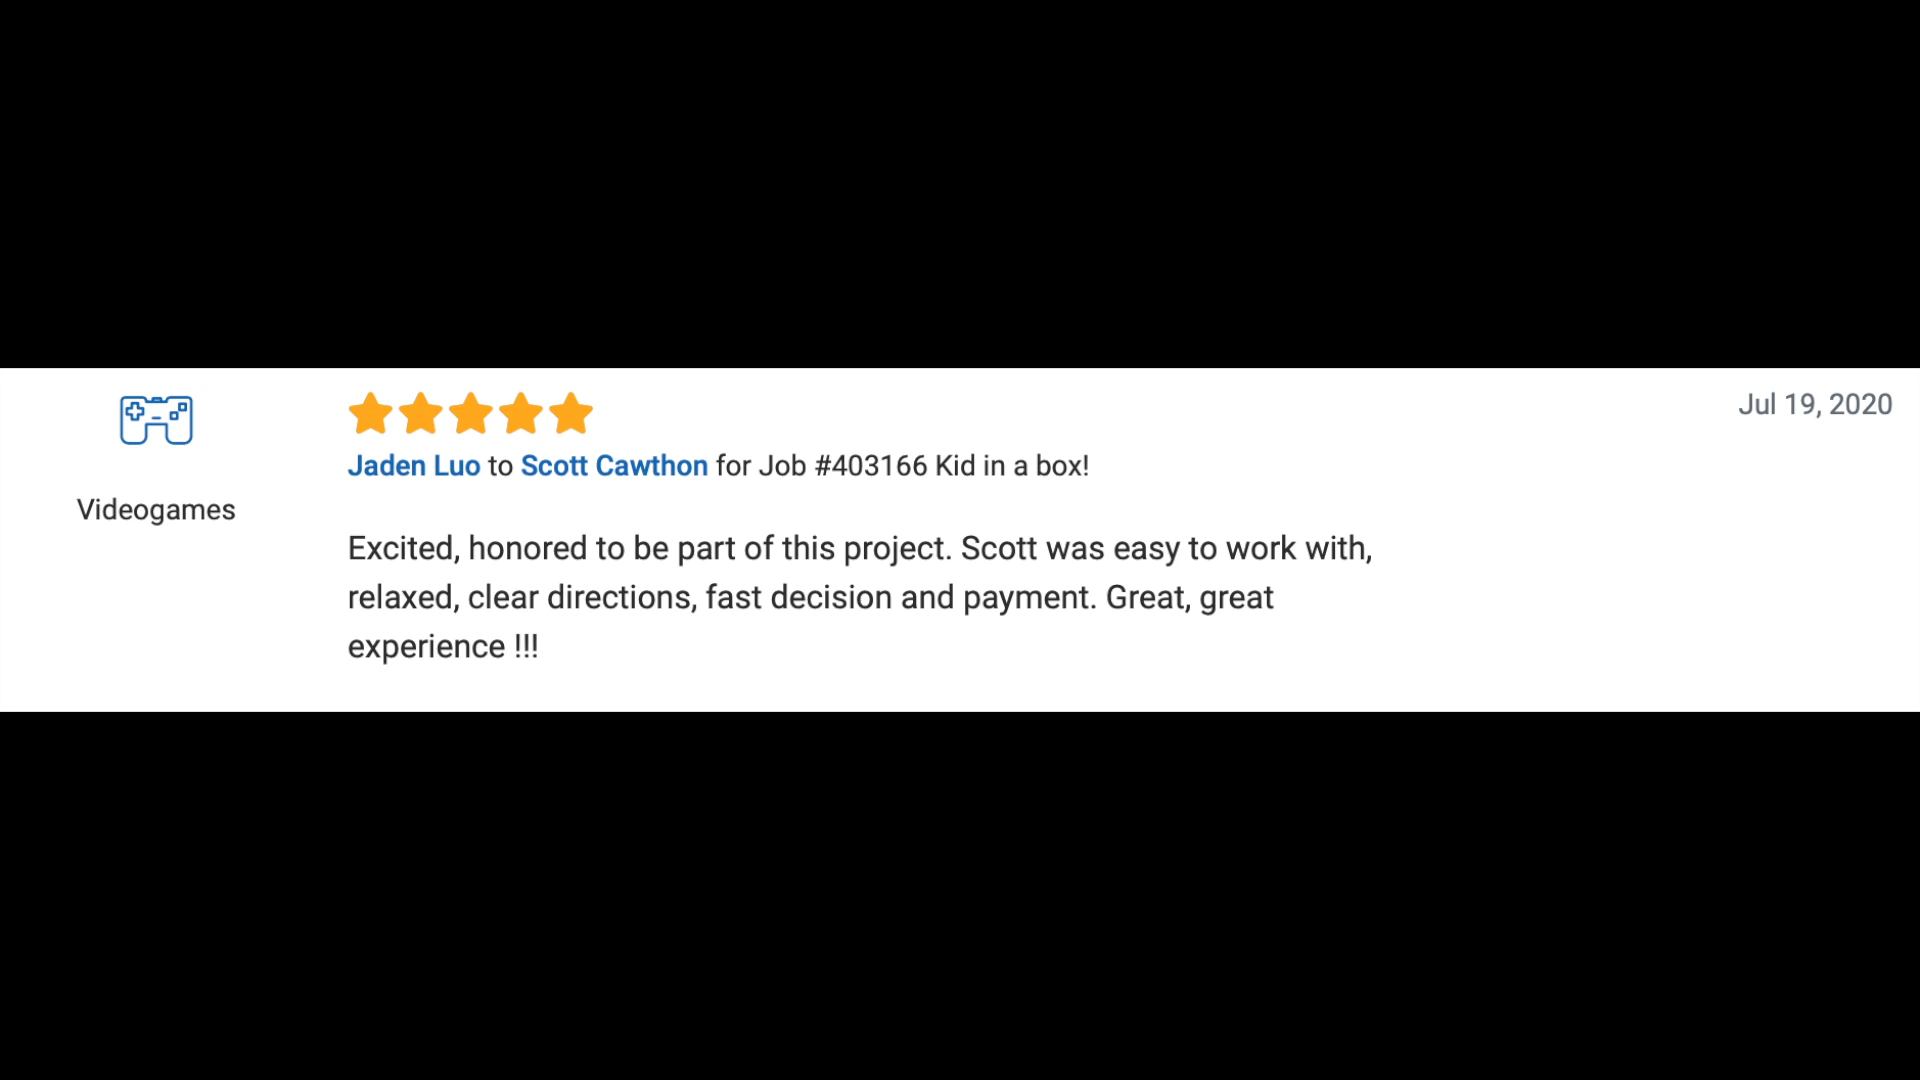 Jul 19, 2020
Jaden Luo to Scott Cawthon for Job #403166 Kid in a box!
Videogames
Excited, honored to be part of this project. Scott was easy to work with,
relaxed, clear directions, fast decision and payment. Great, great
experience !!!